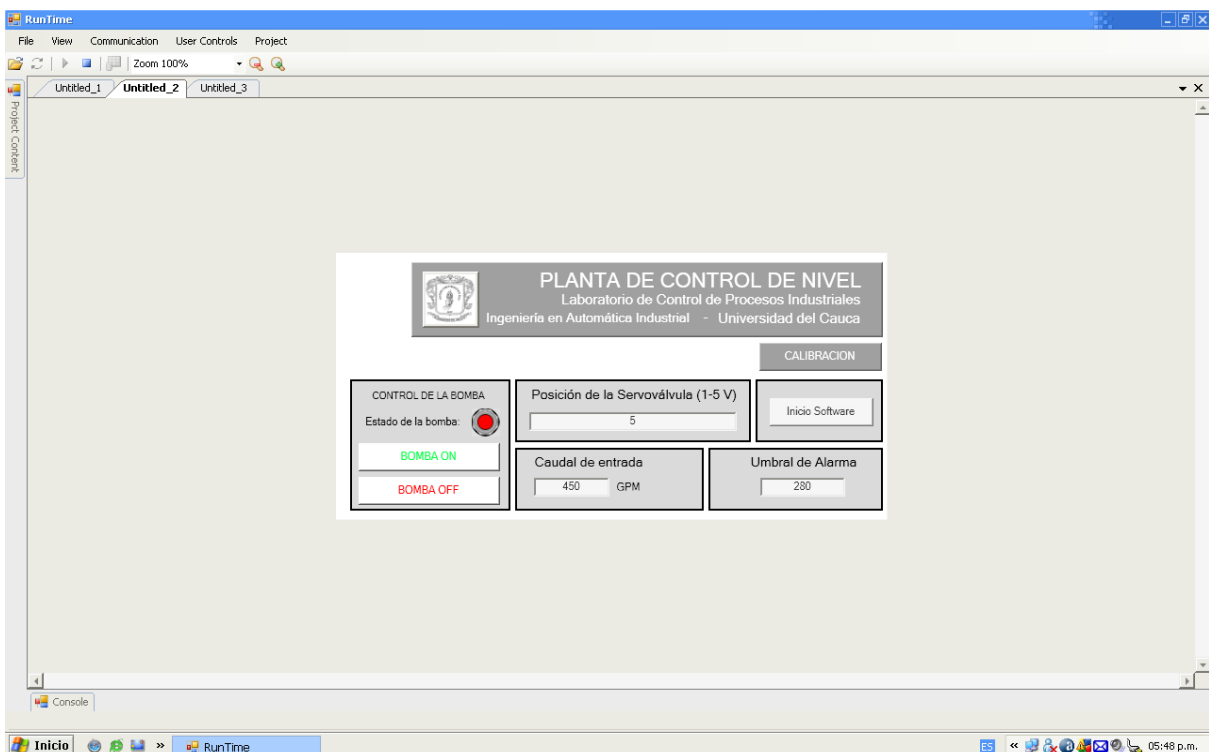 RunTime
File View Communication User Controls Project
Zoom 100%
Untitled_1 Untitled_2 Untitled_3
Project Content
PLANTA DE CONTROL DE NIVEL
Laboratorio de Control de Procesos Industriales
Ingeniería en Automática Industrial - Universidad del Cauca
CALIBRACION
CONTROL DE LA BOMBA
Estado de la bomba:
BOMBA ON
BOMBA OFF
Posición de la Servoválvula (1-5 V)
5
Inicio Software
Caudal de entrada
450 GPM
Umbral de Alarma
280
Console
Inicio » RunTime ES « 05:48 p.m.